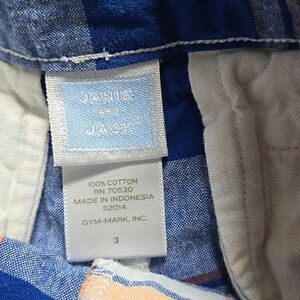 JANIE
AND
JACK®
100% COTTON
RN 70530
MADE IN INDONESIA
©2014
GYM-MARK, INC.
3